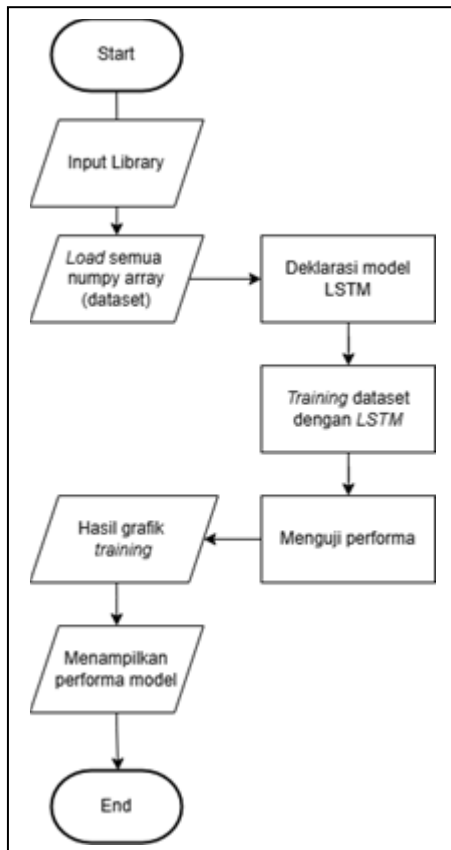 Start
Input Library
Load semua
numpy array
(dataset)
Deklarasi model
LSTM
Training dataset
dengan LSTM
Menguji performa
Hasil grafik
training
Menampilkan
performa model
End